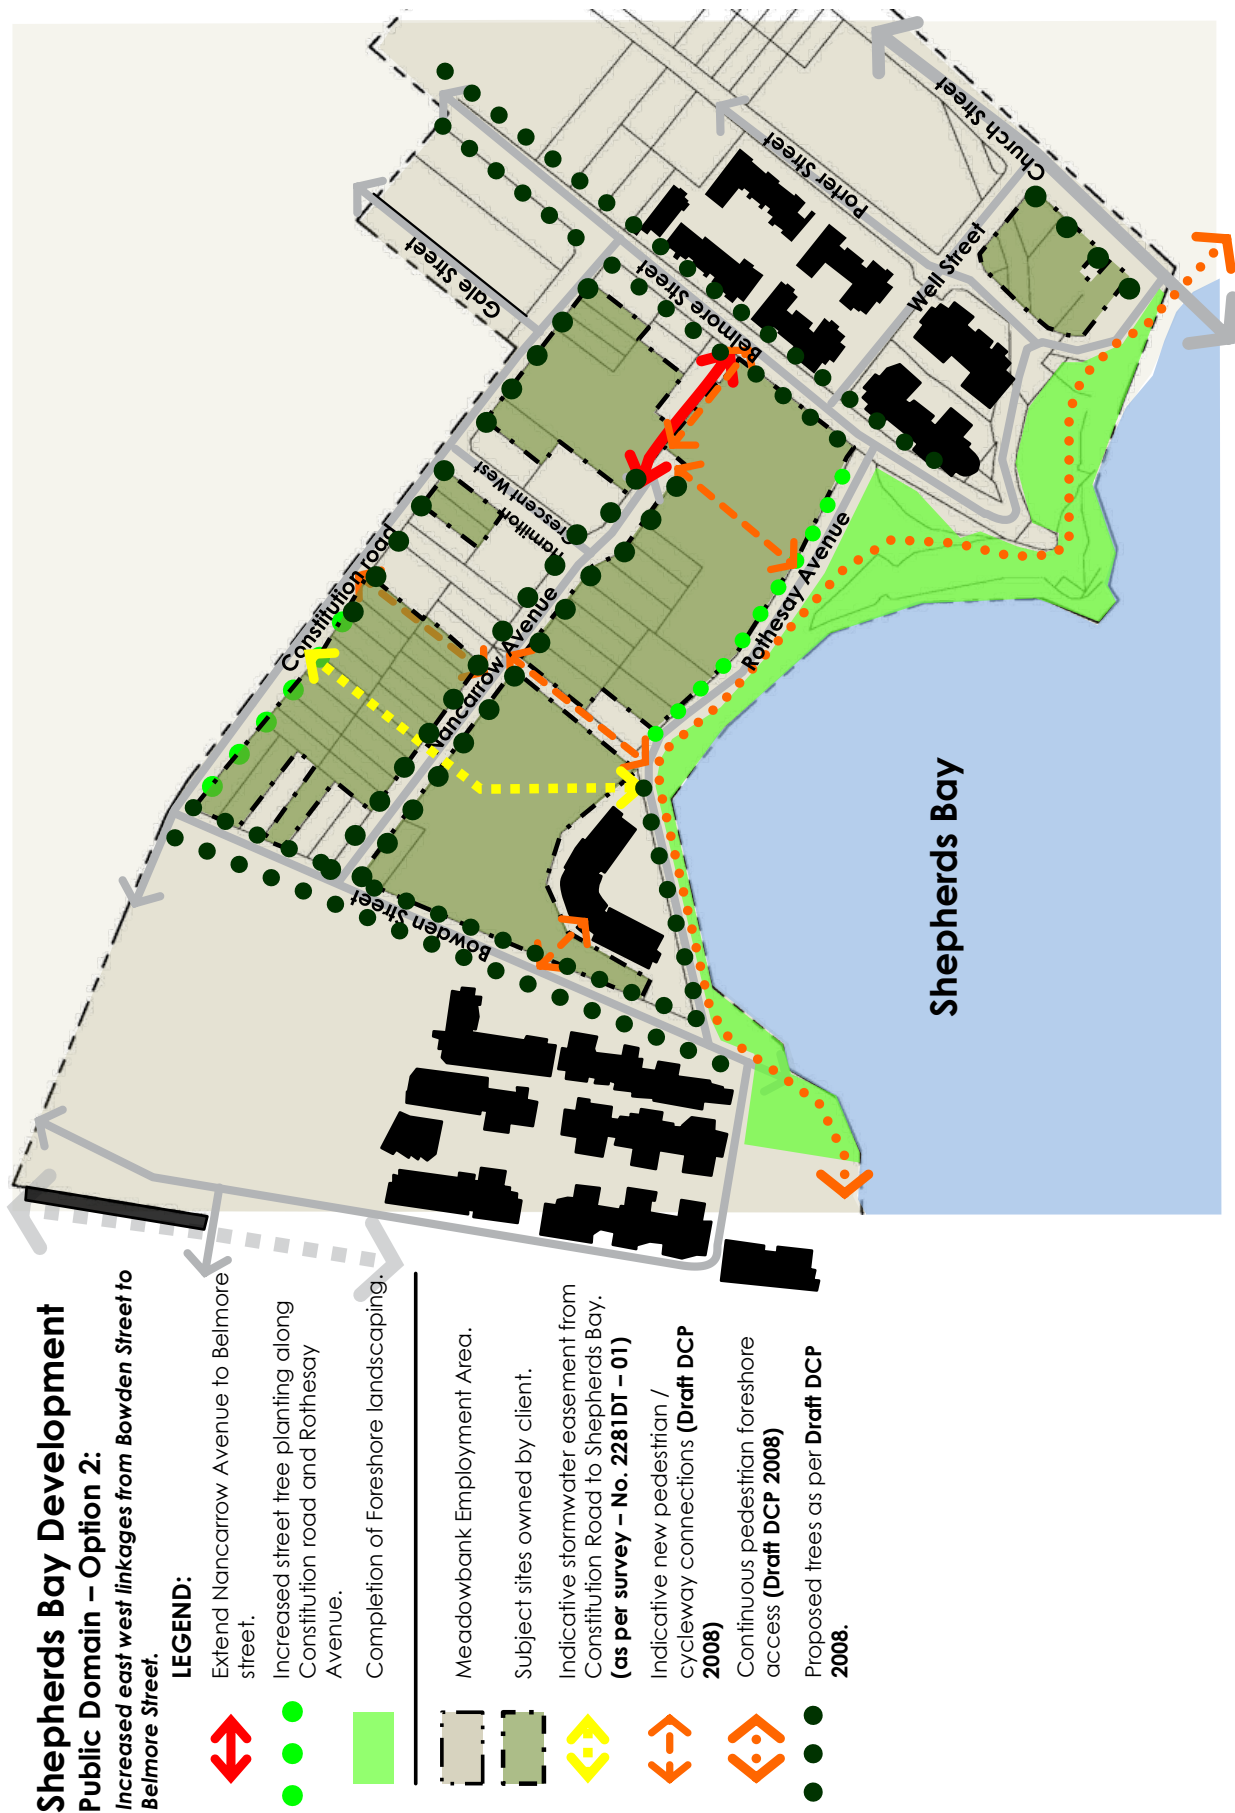 Shepherds Bay Development
Public Domain – Option 2:
Increased east west linkages from Bowden Street to
Belmore Street.
LEGEND:
Extend Nancarrow Avenue to Belmore
street.
Increased street tree planting along
Constitution road and Rothesay
Avenue.
Completion of Foreshore landscaping.
Meadowbank Employment Area.
Subject sites owned by client.
Indicative stormwater easement from
Constitution Road to Shepherds Bay.
(as per survey – No. 2281DT – 01)
Indicative new pedestrian /
cycleway connections (Draft DCP
2008)
Continuous pedestrian foreshore
access (Draft DCP 2008)
Proposed trees as per Draft DCP
2008.
Bowden Street
Constitution road
Nancarrow Avenue
Hamilton
Crescent West
Gale Street
Belmore Street
Rothesay Avenue
Porter Street
Well Street
Church Street
Shepherds Bay